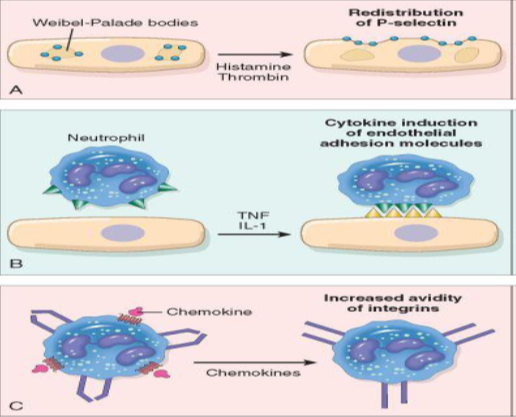 Weibel-Palade bodies
Redistribution
of P-selectin
Histamine
Thrombin
A
Neutrophil
Cytokine induction
of endothelial
adhesion molecules
TNF
IL-1
B
Chemokine
Increased avidity
of integrins
Chemokines
C